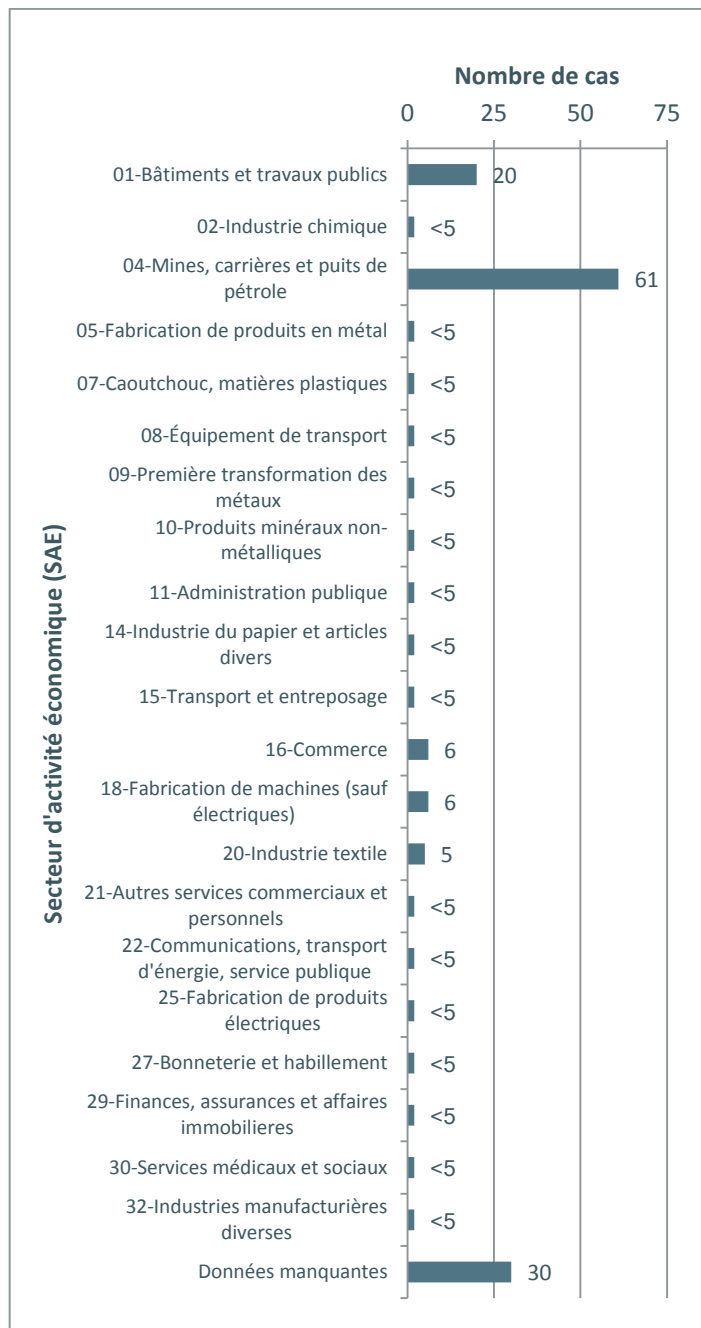 Nombre de cas
0 25 50 75
Secteur d'activité économique (SAE)
01-Bâtiments et travaux publics 20
02-Industrie chimique <5
04-Mines, carrières et puits de
pétrole 61
05-Fabrication de produits en métal <5
07-Caoutchouc, matières plastiques <5
08-Équipement de transport <5
09-Première transformation des
métaux <5
10-Produits minéraux non-
métalliques <5
11-Administration publique <5
14-Industrie du papier et articles
divers <5
15-Transport et entreposage <5
16-Commerce 6
18-Fabrication de machines (sauf
électriques) 6
20-Industrie textile 5
21-Autres services commerciaux et
personnels <5
22-Communications, transport
d'énergie, service publique <5
25-Fabrication de produits
électriques <5
27-Bonneterie et habillement <5
29-Finances, assurances et affaires
immobilieres <5
30-Services médicaux et sociaux <5
32-Industries manufacturières
diverses <5
Données manquantes 30